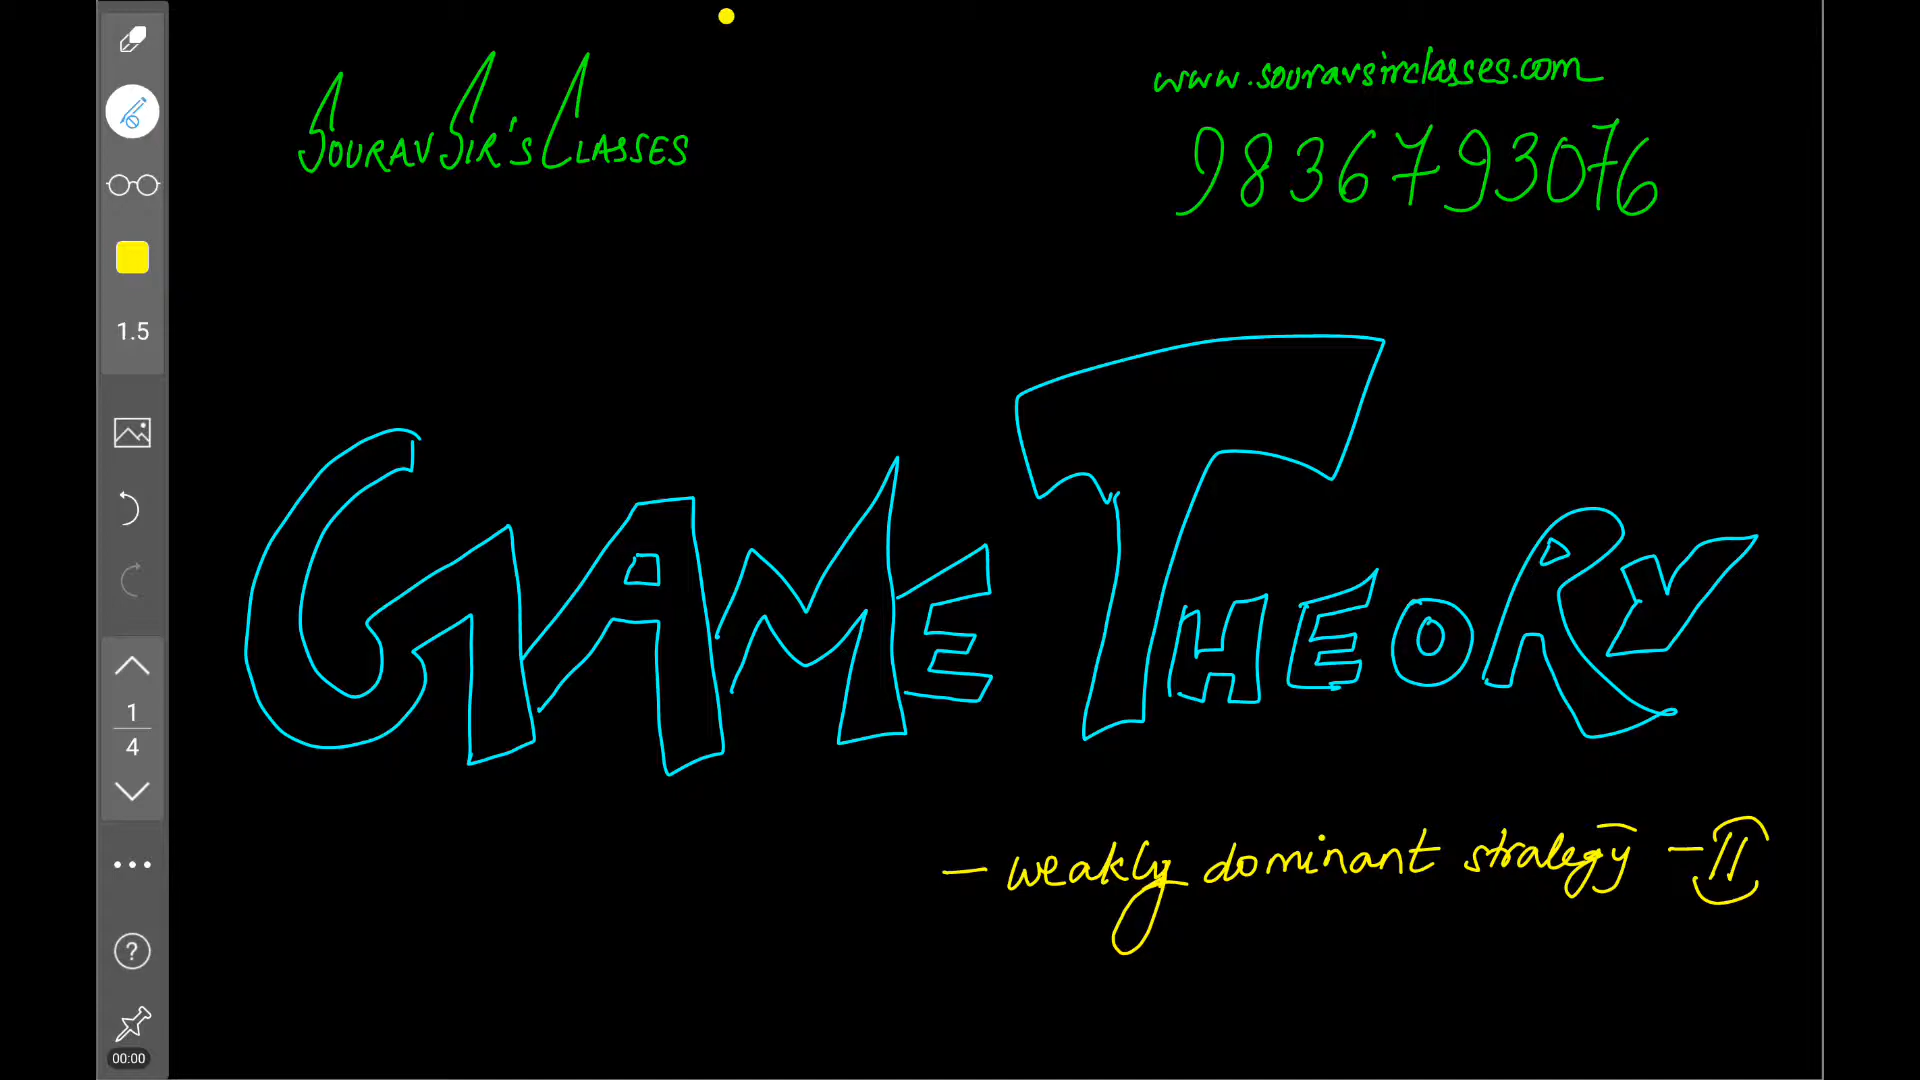 SOURAV SIR'S CLASSES
www.souravsirclasses.com
9836793076
GAME THEORY
- weakly dominant strategy - II
1.5
1
4
?
00:00